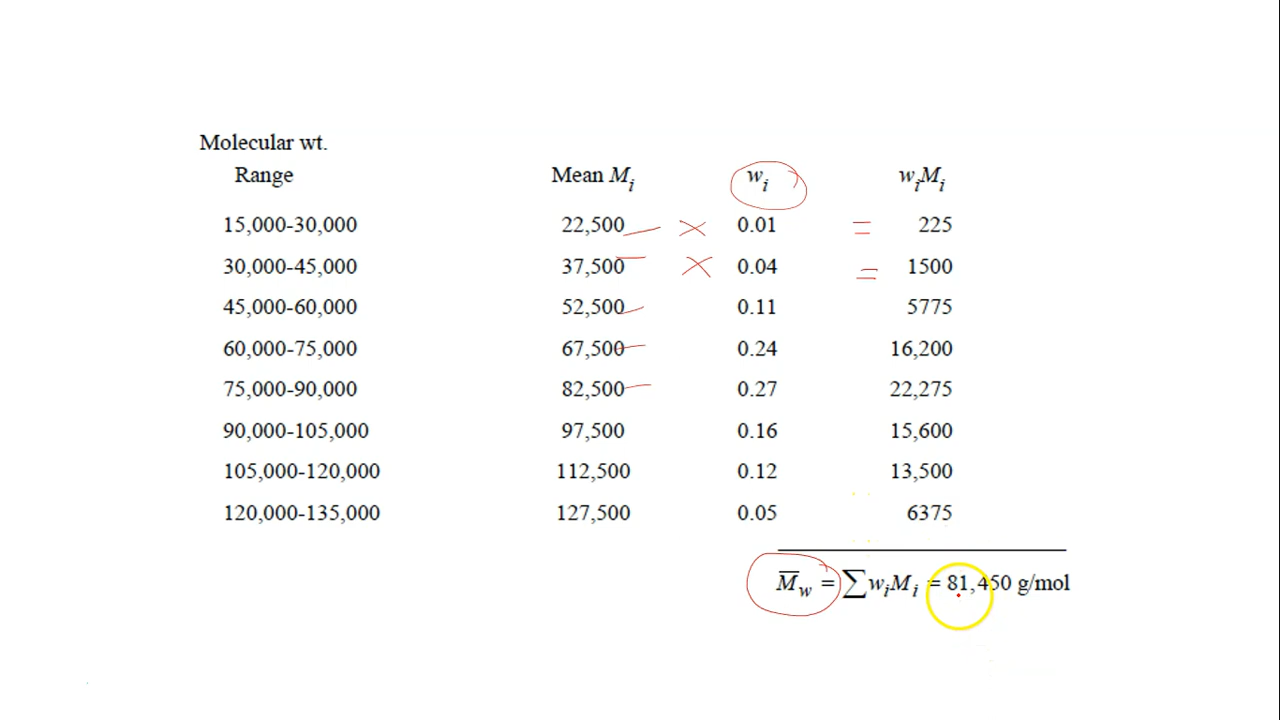 Molecular wt.
Range Mean Mᵢ wᵢ wᵢMᵢ
15,000-30,000 22,500 × 0.01 = 225
30,000-45,000 37,500 × 0.04 = 1500
45,000-60,000 52,500 0.11 5775
60,000-75,000 67,500 0.24 16,200
75,000-90,000 82,500 0.27 22,275
90,000-105,000 97,500 0.16 15,600
105,000-120,000 112,500 0.12 13,500
120,000-135,000 127,500 0.05 6375
M̅_w = ∑ wᵢMᵢ = 81,450 g/mol